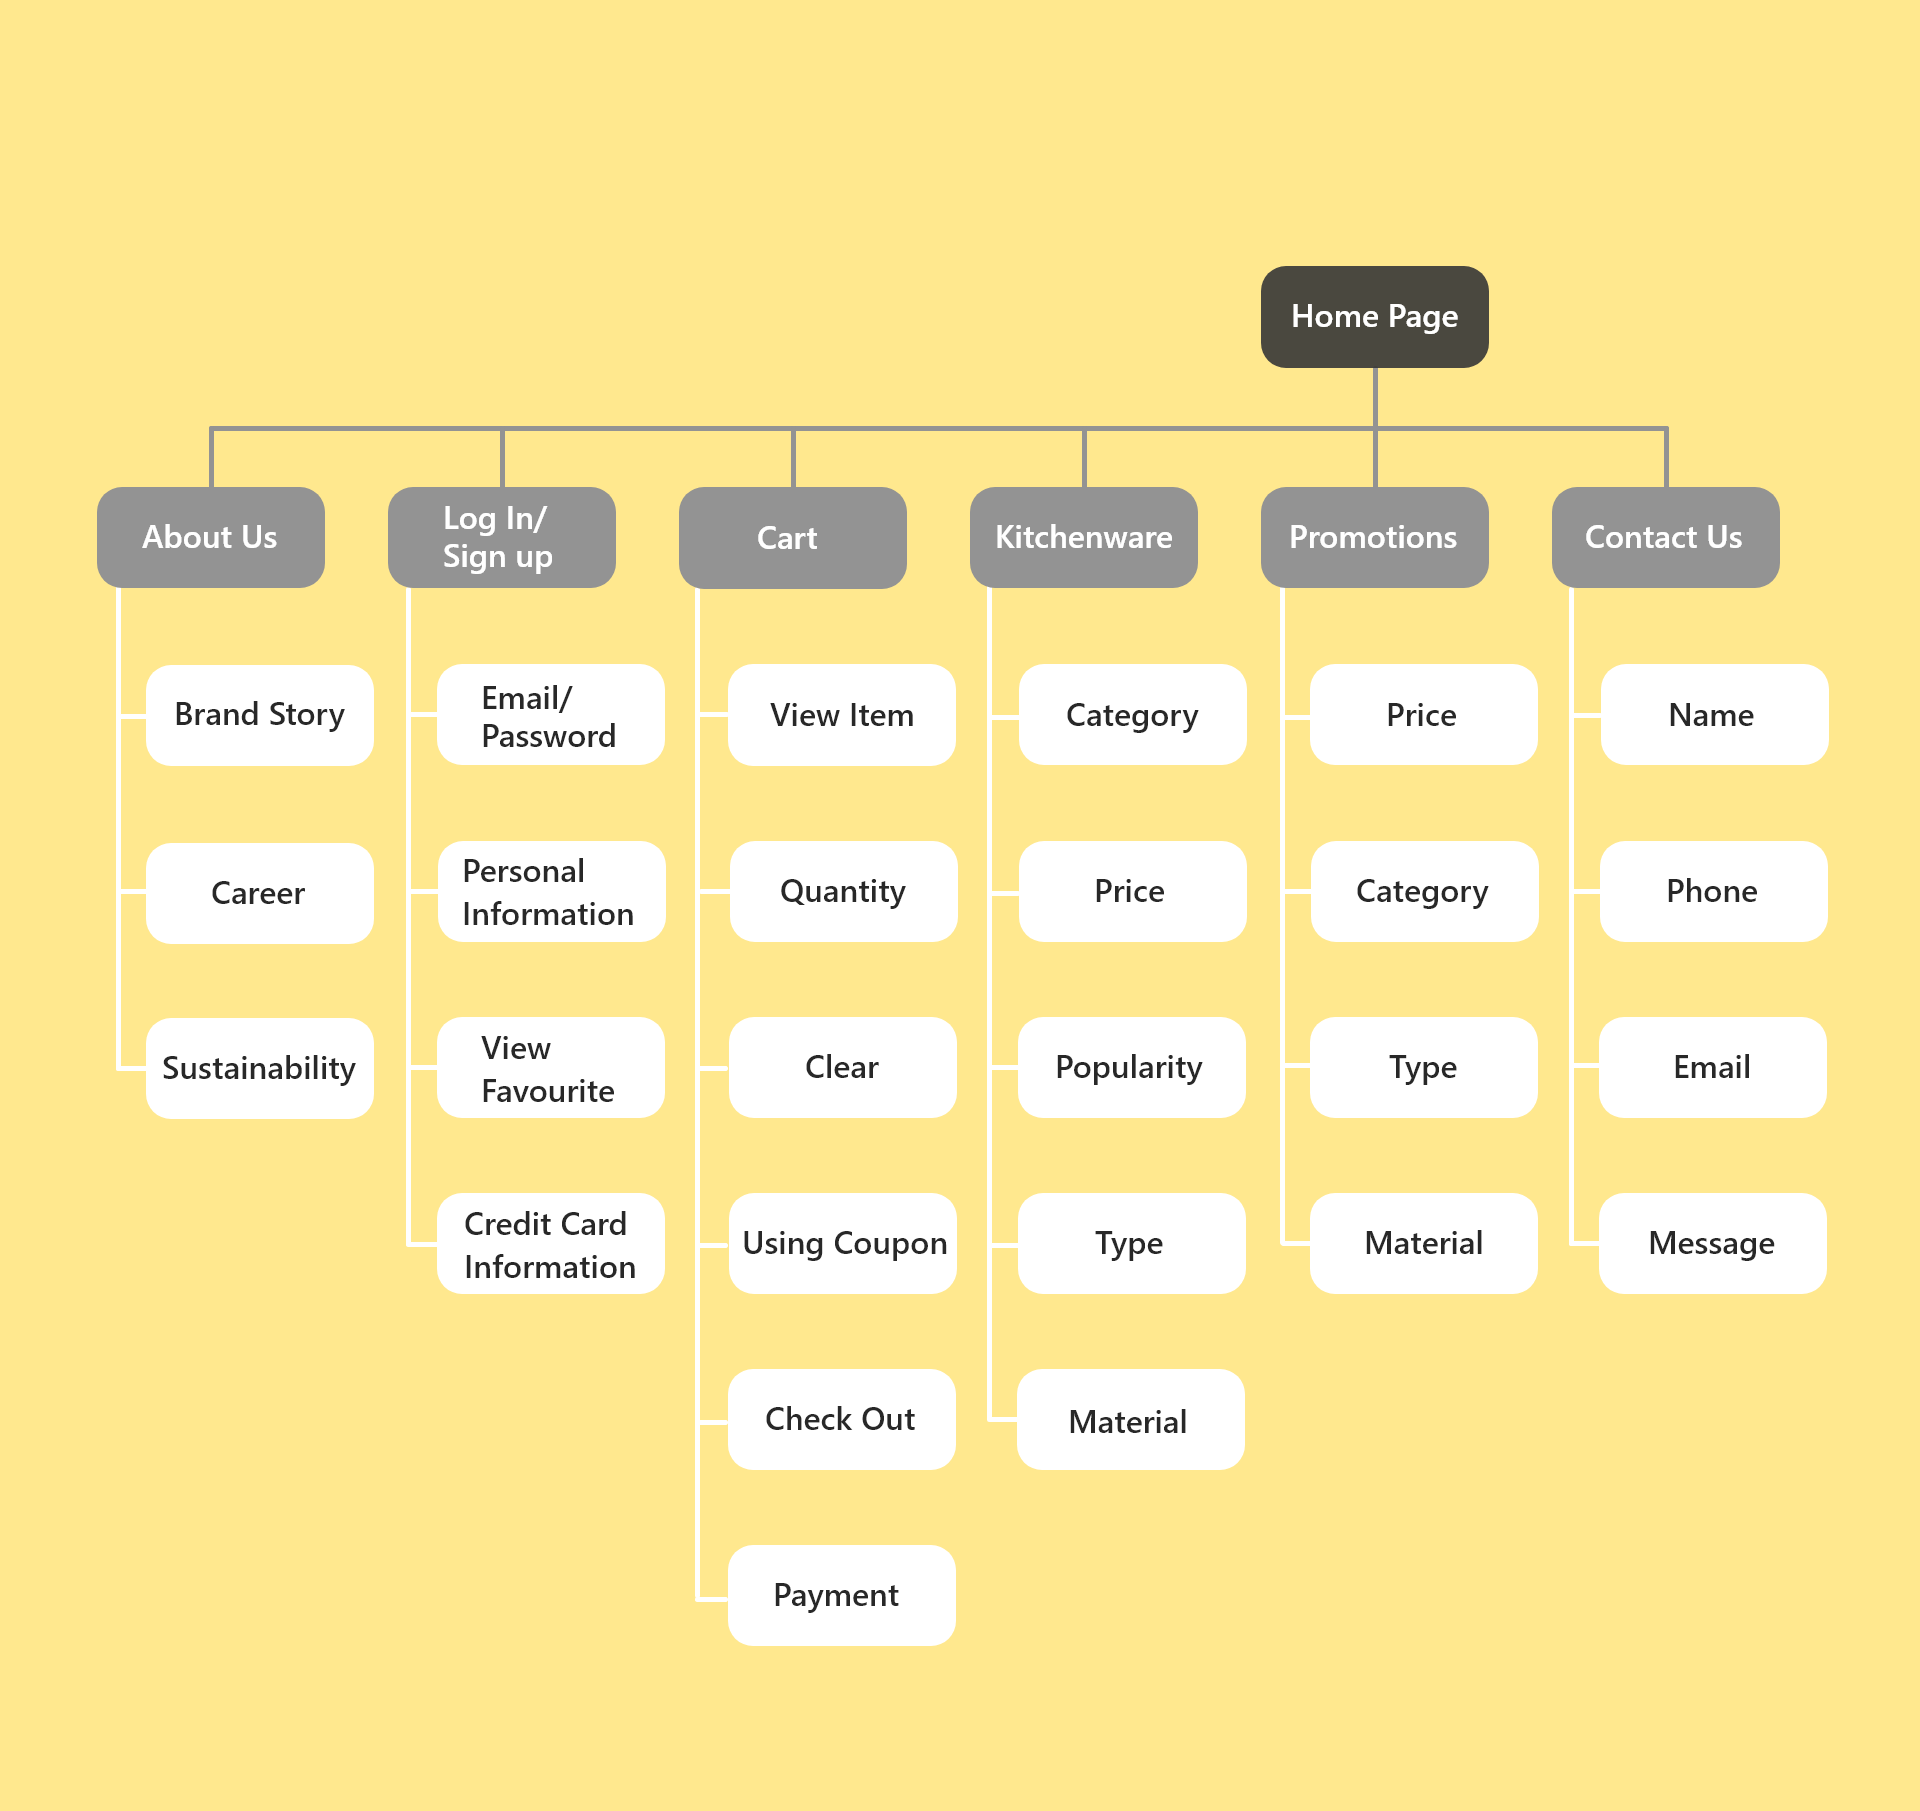 Home Page
About Us
Log In/
Sign up
Cart
Kitchenware
Promotions
Contact Us
Brand Story
Career
Sustainability
Email/
Password
Personal
Information
View
Favourite
Credit Card
Information
View Item
Quantity
Clear
Using Coupon
Check Out
Payment
Category
Price
Popularity
Type
Material
Price
Category
Type
Material
Name
Phone
Email
Message